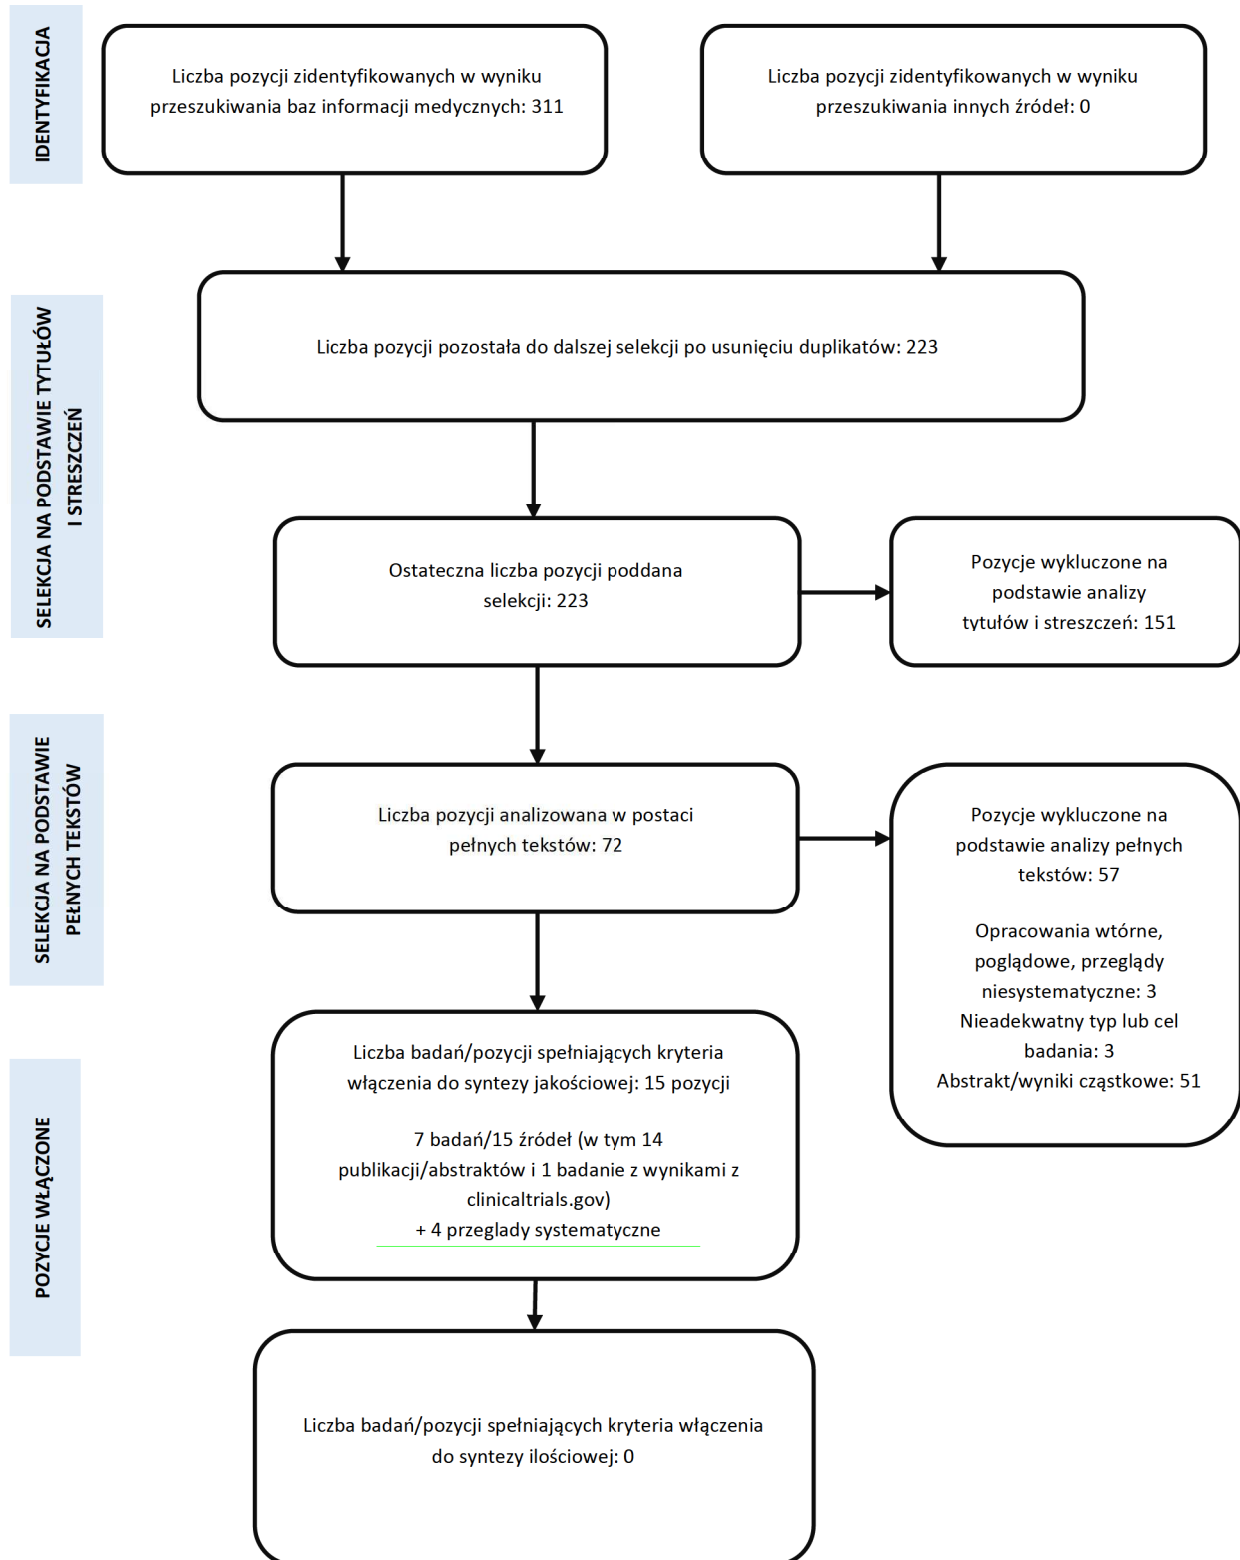 IDENTYFIKACJA
Liczba pozycji zidentyfikowanych w wyniku
przeszukiwania baz informacji medycznych: 311
Liczba pozycji zidentyfikowanych w wyniku
przeszukiwania innych źródeł: 0
SELEKCJA NA PODSTAWIE TYTUŁÓW
I STRESZCZEŃ
Liczba pozycji pozostała do dalszej selekcji po usunięciu duplikatów: 223
Ostateczna liczba pozycji poddana
selekcji: 223
Pozycje wykluczone na
podstawie analizy
tytułów i streszczeń: 151
SELEKCJA NA PODSTAWIE
PEŁNYCH TEKSTÓW
Liczba pozycji analizowana w postaci
pełnych tekstów: 72
Pozycje wykluczone na
podstawie analizy pełnych
tekstów: 57
Opracowania wtórne,
poglądowe, przeglądy
niesystematyczne: 3
Nieadekwatny typ lub cel
badania: 3
Abstrakt/wyniki cząstkowe: 51
POZYCJE WŁĄCZONE
Liczba badań/pozycji spełniających kryteria
włączenia do syntezy jakościowej: 15 pozycji
7 badań/15 źródeł (w tym 14
publikacji/abstraktów i 1 badanie z wynikami z
clinicaltrials.gov)
+ 4 przeglady systematyczne
Liczba badań/pozycji spełniających kryteria włączenia
do syntezy ilościowej: 0